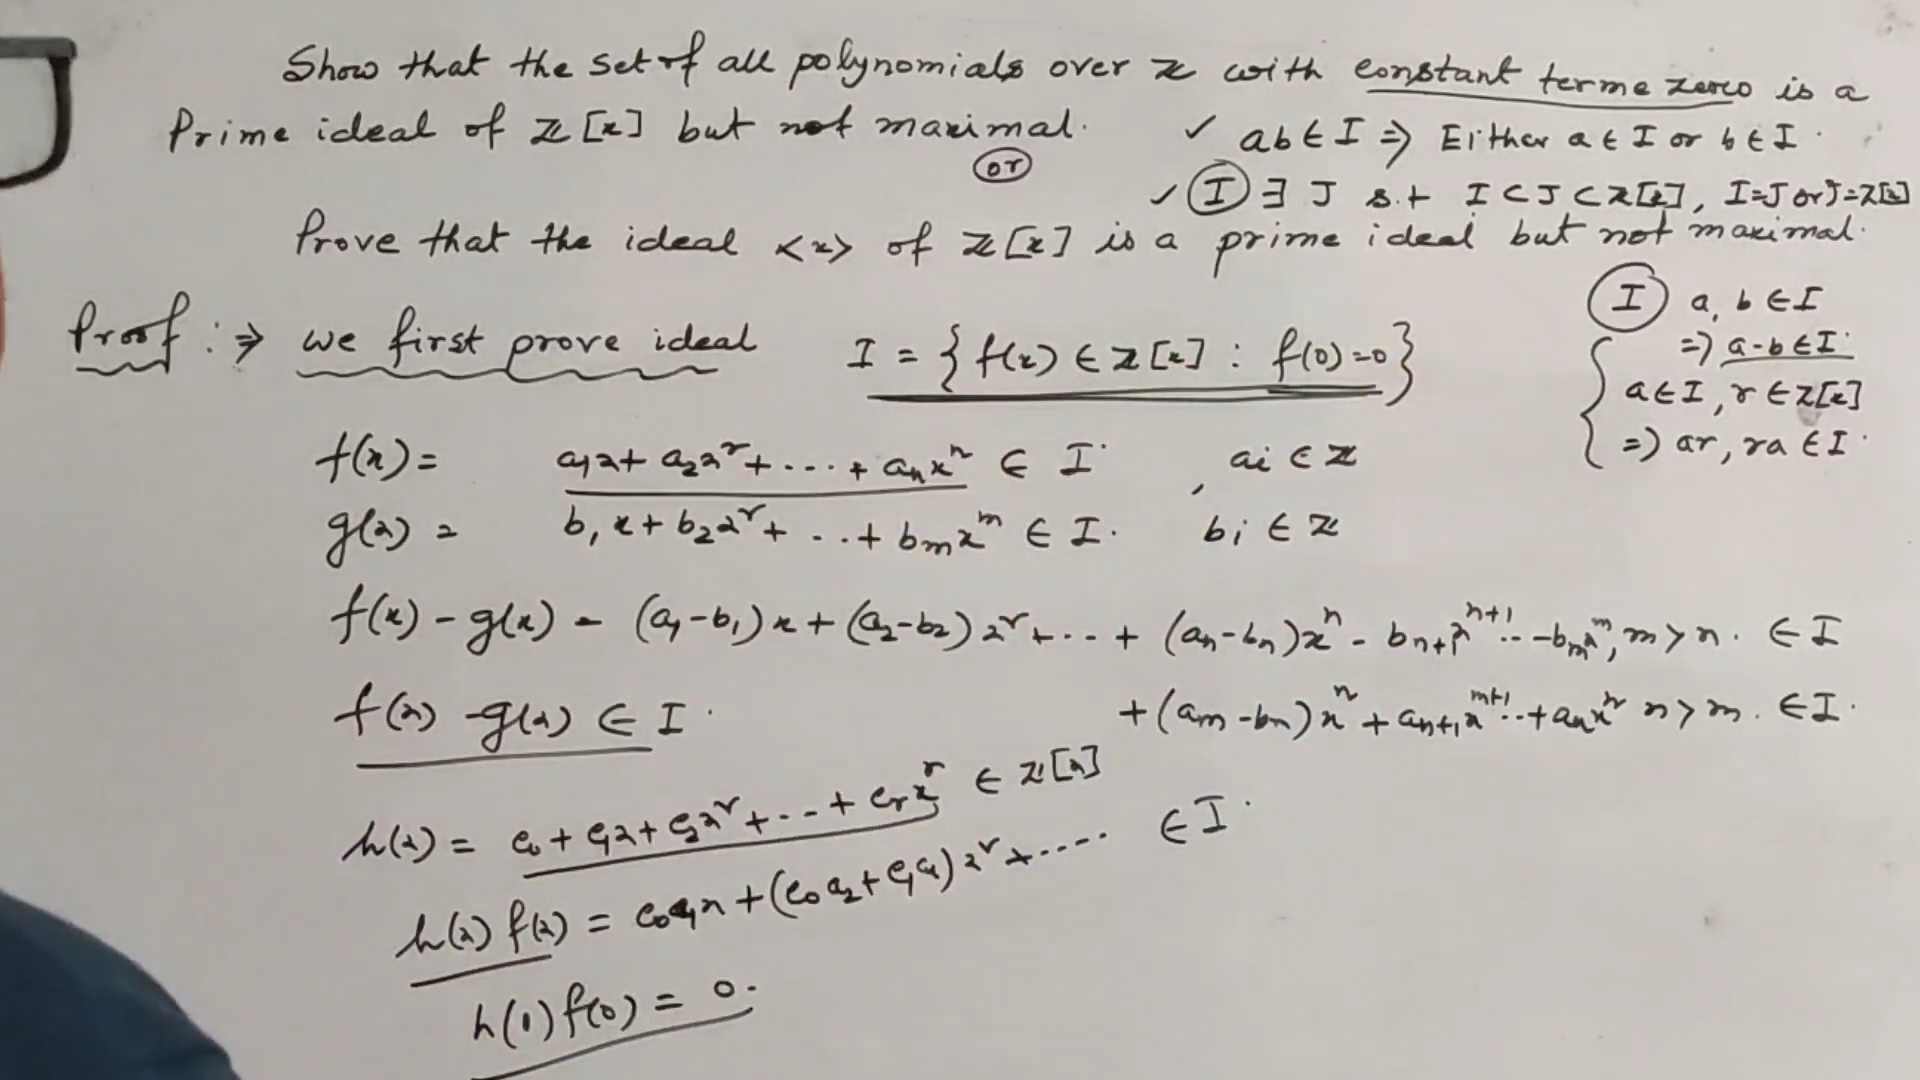 Show that the set of all polynomials over ℤ with constant terme zero is a
Prime ideal of ℤ[x] but not maximal.
✓ ab ∈ I ⇒ Either a ∈ I or b ∈ I.
(or)
✓ (I) ∃ J s.t I ⊂ J ⊂ ℤ[x], I=J or J=ℤ[x]
Prove that the ideal <x> of ℤ[x] is a prime ideal but not maximal.
Proof :⇒ we first prove ideal I = {f(x) ∈ ℤ[x] : f(0)=0}
(I) a, b ∈ I
⇒ a-b ∈ I.
a ∈ I, r ∈ ℤ[x]
⇒ ar, ra ∈ I.
f(x) = a₁x + a₂x² + ... + aₙxⁿ ∈ I. , ai ∈ ℤ
g(x) = b₁x + b₂x² + ... + bₘxᵐ ∈ I. bi ∈ ℤ
f(x) - g(x) = (a₁-b₁)x + (a₂-b₂)x² + ... + (aₙ-bₙ)xⁿ - bₙ₊₁xⁿ⁺¹ ... - bₘxᵐ, m > n. ∈ I
+ (aₘ-bₙ)xⁿ + aₙ₊₁xᵐ⁺¹ ... + aₙxⁿ n > m. ∈ I.
f(x) - g(x) ∈ I.
h(x) = c₀ + c₁x + c₂x² + ... + cᵣxʳ ∈ ℤ[x]
h(x) f(x) = c₀a₁x + (c₀a₂ + c₁a₁)x² + .... ∈ I.
h(0) f(0) = 0.